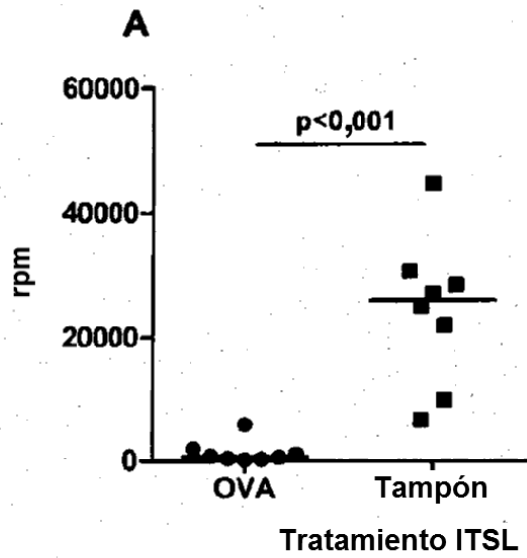 A
60000
p<0,001
40000
rpm
20000
0
OVA
Tampón
Tratamiento ITSL